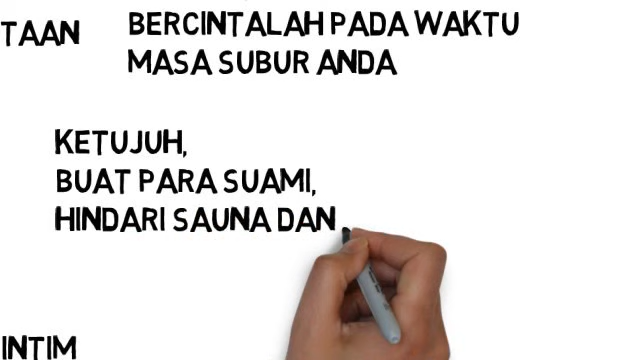 TAAN
BERCINTALAH PADA WAKTU
MASA SUBUR ANDA
KETUJUH,
BUAT PARA SUAMI,
HINDARI SAUNA DAN
INTIM